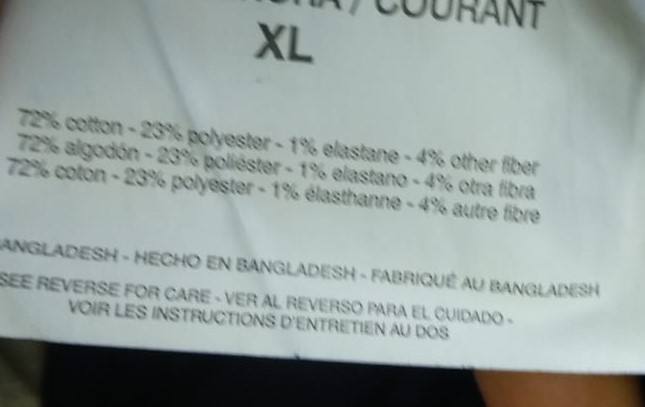 / COURANT
XL
72% cotton - 23% polyester - 1% elastane - 4% other fiber
72% algodón - 23% poliéster - 1% elastano - 4% otra fibra
72% coton - 23% polyester - 1% élasthanne - 4% autre fibre
ANGLADESH - HECHO EN BANGLADESH - FABRIQUÉ AU BANGLADESH
SEE REVERSE FOR CARE - VER AL REVERSO PARA EL CUIDADO -
VOIR LES INSTRUCTIONS D'ENTRETIEN AU DOS